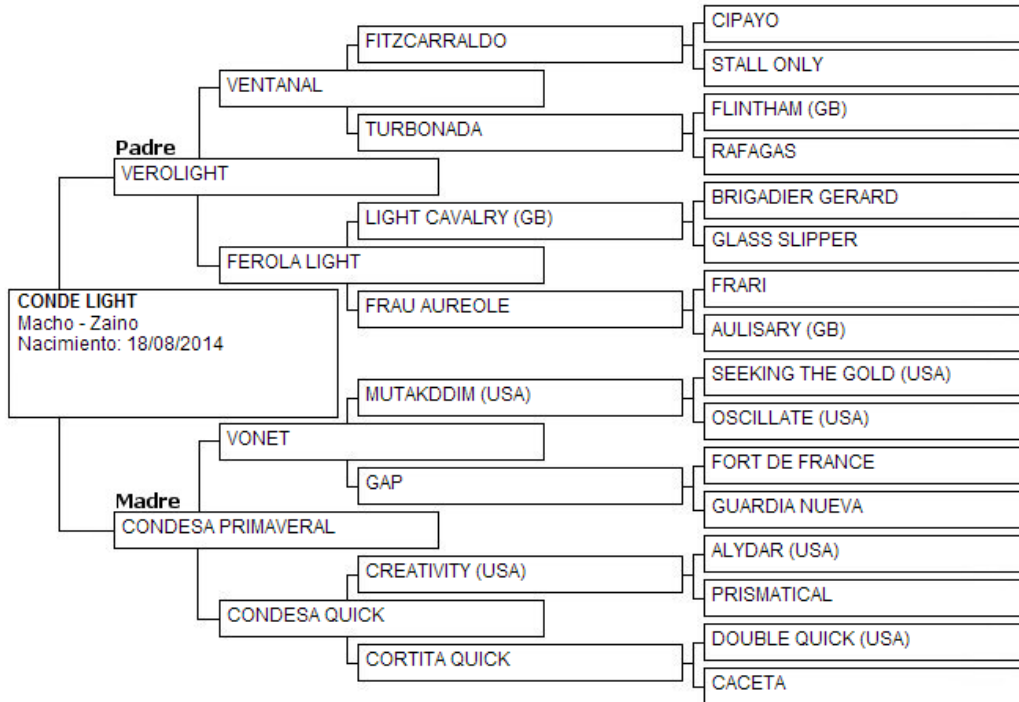 CIPAYO
FITZCARRALDO
STALL ONLY
VENTANAL
FLINTHAM (GB)
TURBONADA
RAFAGAS
Padre
VEROLIGHT
BRIGADIER GERARD
LIGHT CAVALRY (GB)
GLASS SLIPPER
FEROLA LIGHT
FRARI
FRAU AUREOLE
AULISARY (GB)
CONDE LIGHT
Macho - Zaino
Nacimiento: 18/08/2014
SEEKING THE GOLD (USA)
MUTAKDDIM (USA)
OSCILLATE (USA)
VONET
FORT DE FRANCE
GAP
GUARDIA NUEVA
Madre
CONDESA PRIMAVERAL
ALYDAR (USA)
CREATIVITY (USA)
PRISMATICAL
CONDESA QUICK
DOUBLE QUICK (USA)
CORTITA QUICK
CACETA